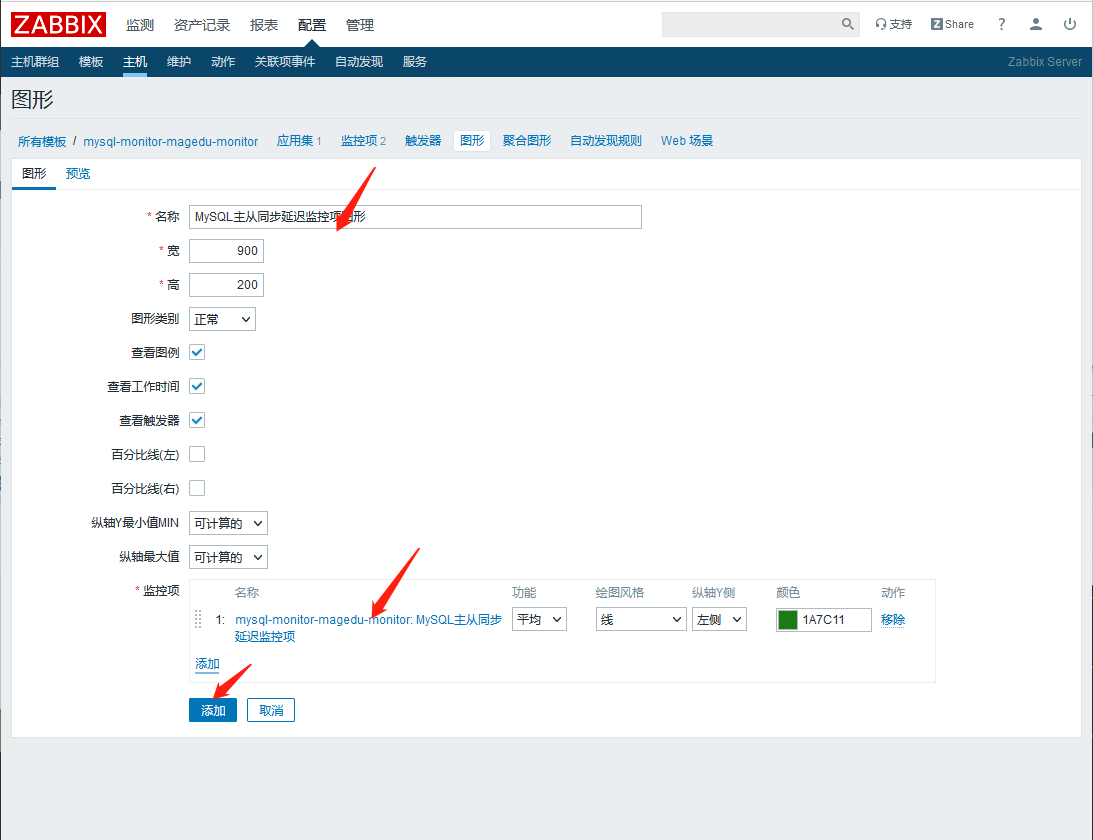 ZABBIX 监测 资产记录 报表 配置 管理 支持 Z Share ?
主机群组 模板 主机 维护 动作 关联项事件 自动发现 服务 Zabbix Server
图形
所有模板 / mysql-monitor-magedu-monitor 应用集 1 监控项 2 触发器 图形 聚合图形 自动发现规则 Web 场景
图形 预览
* 名称 MySQL主从同步延迟监控项图形
* 宽 900
* 高 200
图形类别 正常
查看图例
查看工作时间
查看触发器
百分比线(左)
百分比线(右)
纵轴Y最小值MIN 可计算的
纵轴最大值 可计算的
* 监控项 名称 功能 绘图风格 纵轴Y侧 颜色 动作
1: mysql-monitor-magedu-monitor: MySQL主从同步 平均 线 左侧 1A7C11 移除
延迟监控项
添加
添加 取消